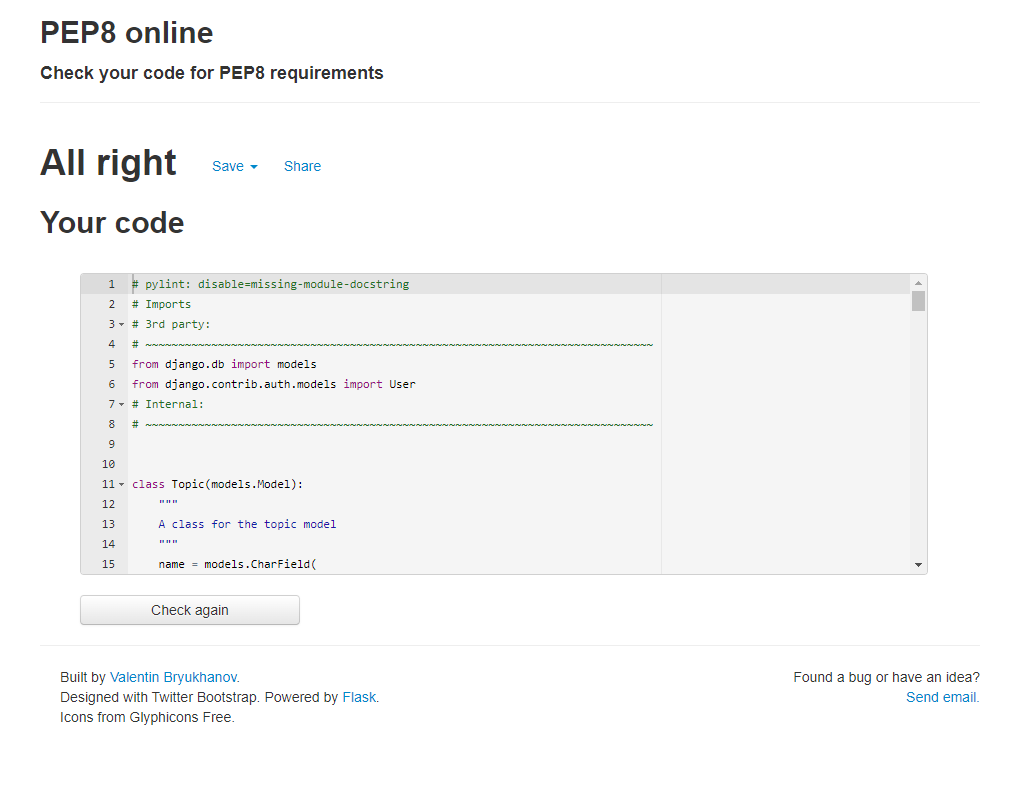 PEP8 online
Check your code for PEP8 requirements
All right Save Share
Your code
1 # pylint: disable=missing-module-docstring
2 # Imports
3 # 3rd party:
4 # ~~~~~~~~~~~~~~~~~~~~~~~~~~~~~~~~~~~~~~~~~~~~~~~~~~~~~~~~~~~~~~~~~~~~~~~~~~~~~
5 from django.db import models
6 from django.contrib.auth.models import User
7 # Internal:
8 # ~~~~~~~~~~~~~~~~~~~~~~~~~~~~~~~~~~~~~~~~~~~~~~~~~~~~~~~~~~~~~~~~~~~~~~~~~~~~~
9
10
11 class Topic(models.Model):
12     """
13     A class for the topic model
14     """
15     name = models.CharField(
Check again
Built by Valentin Bryukhanov.
Designed with Twitter Bootstrap. Powered by Flask.
Icons from Glyphicons Free.
Found a bug or have an idea?
Send email.